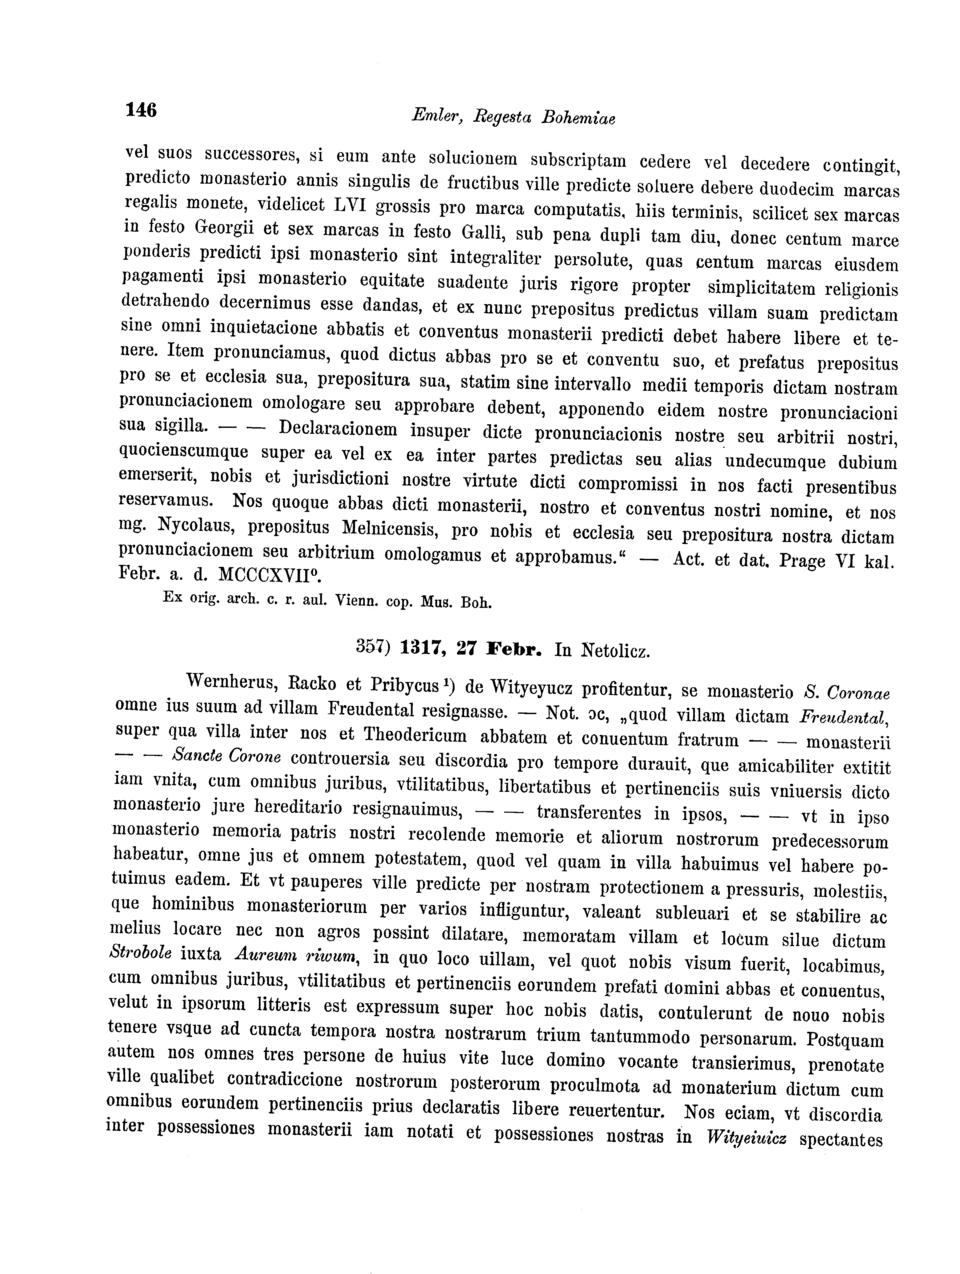 146
Emler, Regesta Bohemiae
vel suos successores, si eum ante solucionem subscriptam cedere vel decedere contingit,
predicto monasterio annis singulis de fructibus ville predicte soluere debere duodecim marcas
regalis monete, videlicet LVI grossis pro marca computatis, hiis terminis, scilicet sex marcas
in festo Georgii et sex marcas in festo Galli, sub pena dupli tam diu, donec centum marce
ponderis predicti ipsi monasterio sint integraliter persolute, quas centum marcas eiusdem
pagamenti ipsi monasterio equitate suadente juris rigore propter simplicitatem religionis
detrahendo decernimus esse dandas, et ex nunc prepositus predictus villam suam predictam
sine omni inquietacione abbatis et conventus monasterii predicti debet habere libere et te-
nere. Item pronunciamus, quod dictus abbas pro se et conventu suo, et prefatus prepositus
pro se et ecclesia sua, prepositura sua, statim sine intervallo medii temporis dictam nostram
pronunciacionem omologare seu approbare debent, apponendo eidem nostre pronunciacioni
sua sigilla. — — Declaracionem insuper dicte pronunciacionis nostre seu arbitrii nostri,
quocienscumque super ea vel ex ea inter partes predictas seu alias undecumque dubium
emerserit, nobis et jurisdictioni nostre virtute dicti compromissi in nos facti presentibus
reservamus. Nos quoque abbas dicti monasterii, nostro et conventus nostri nomine, et nos
mg. Nycolaus, prepositus Melnicensis, pro nobis et ecclesia seu prepositura nostra dictam
pronunciacionem seu arbitrium omologamus et approbamus.“ — Act. et dat. Prage VI kal.
Febr. a. d. MCCCXVII⁰.
Ex orig. arch. c. r. aul. Vienn. cop. Mus. Boh.
357) 1317, 27 Febr. In Netolicz.
Wernherus, Racko et Pribycus ¹) de Wityeyucz profitentur, se monasterio S. Coronae
omne ius suum ad villam Freudental resignasse. — Not. ɔc, „quod villam dictam Freudental,
super qua villa inter nos et Theodericum abbatem et conuentum fratrum — — monasterii
— — Sancte Corone controuersia seu discordia pro tempore durauit, que amicabiliter extitit
iam vnita, cum omnibus juribus, vtilitatibus, libertatibus et pertinenciis suis vniuersis dicto
monasterio jure hereditario resignauimus, — — transferentes in ipsos, — — vt in ipso
monasterio memoria patris nostri recolende memorie et aliorum nostrorum predecessorum
habeatur, omne jus et omnem potestatem, quod vel quam in villa habuimus vel habere po-
tuimus eadem. Et vt pauperes ville predicte per nostram protectionem a pressuris, molestiis,
que hominibus monasteriorum per varios infliguntur, valeant subleuari et se stabilire ac
melius locare nec non agros possint dilatare, memoratam villam et locum silue dictum
Strobole iuxta Aureum riwum, in quo loco uillam, vel quot nobis visum fuerit, locabimus,
cum omnibus juribus, vtilitatibus et pertinenciis eorundem prefati domini abbas et conuentus,
velut in ipsorum litteris est expressum super hoc nobis datis, contulerunt de nouo nobis
tenere vsque ad cuncta tempora nostra nostrarum trium tantummodo personarum. Postquam
autem nos omnes tres persone de huius vite luce domino vocante transierimus, prenotate
ville qualibet contradiccione nostrorum posterorum proculmota ad monaterium dictum cum
omnibus eorundem pertinenciis prius declaratis libere reuertentur. Nos eciam, vt discordia
inter possessiones monasterii iam notati et possessiones nostras in Wityeiuicz spectantes